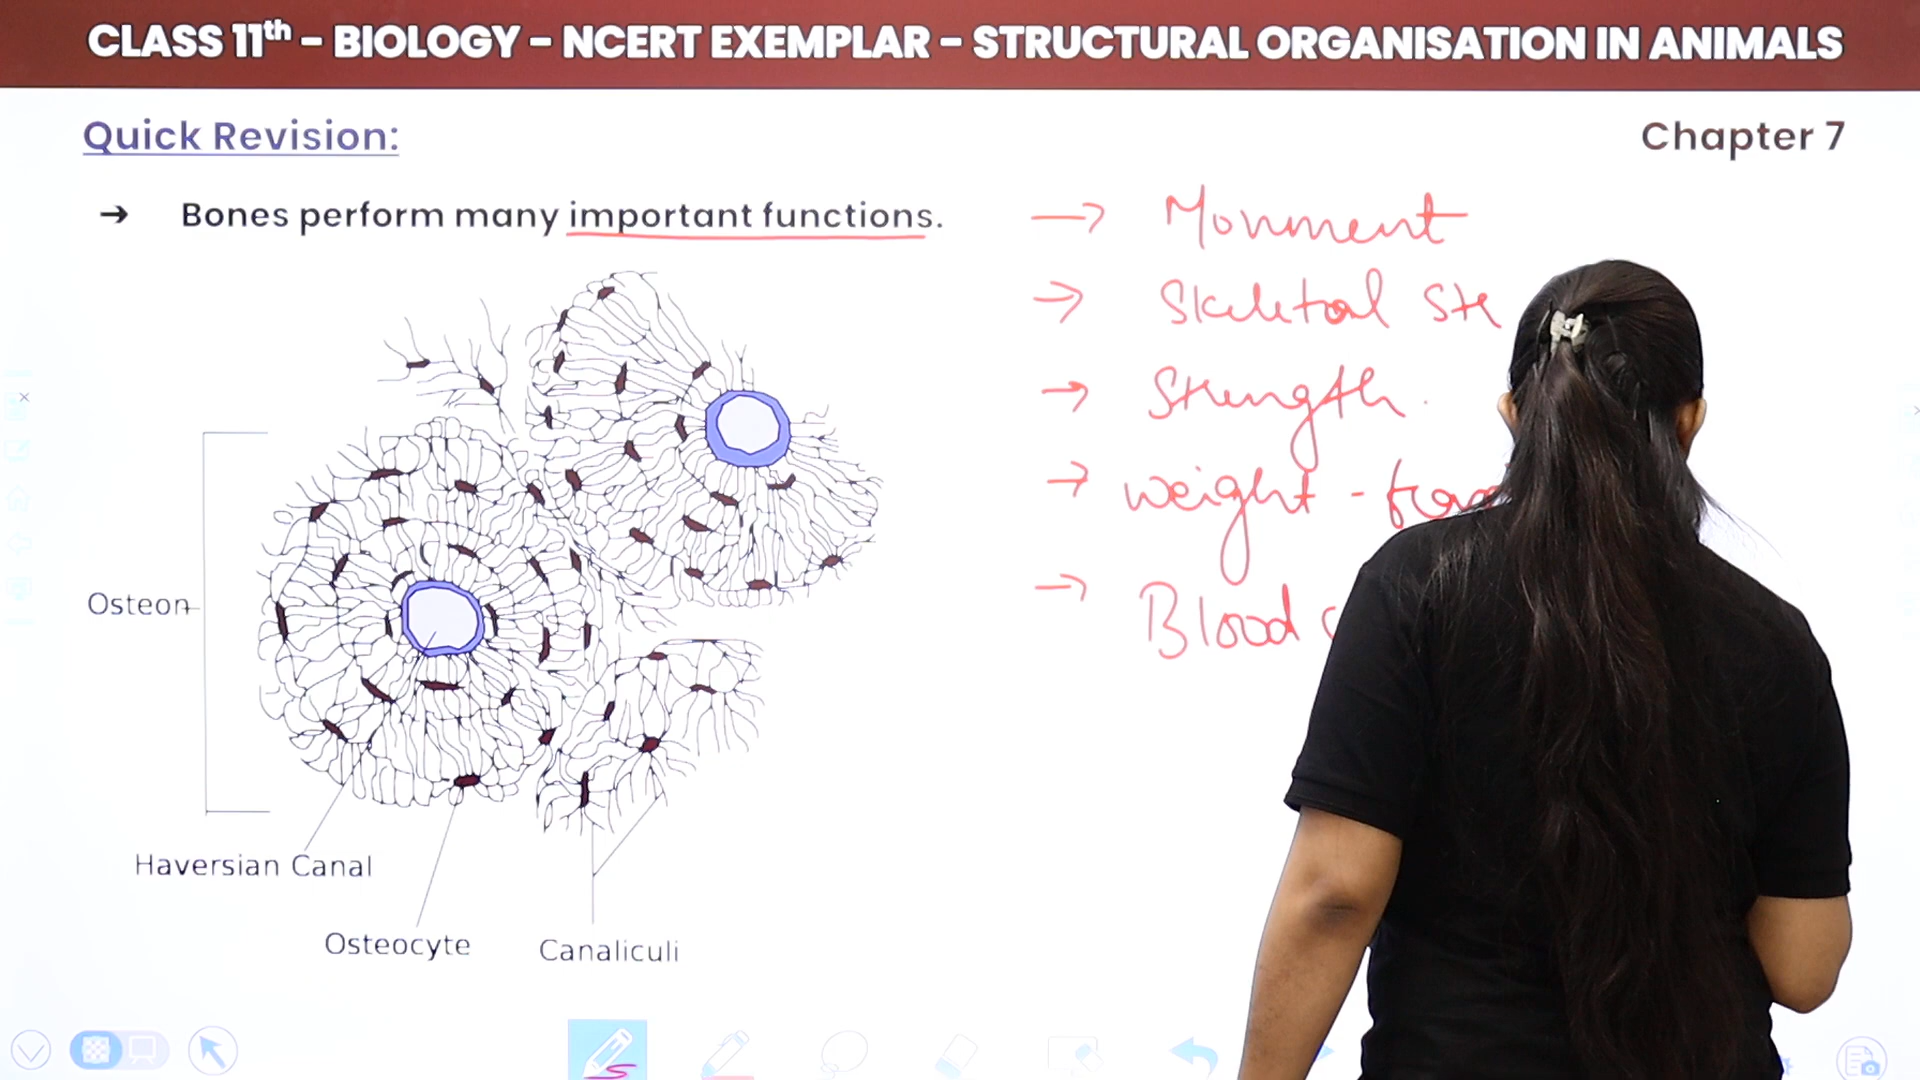 CLASS 11th – BIOLOGY – NCERT EXEMPLAR – STRUCTURAL ORGANISATION IN ANIMALS
Quick Revision:
Chapter 7
→ Bones perform many important functions.
→ Movment
→ Skeletal
→ Strength.
→ weight -
→ Blood
Osteon
Haversian Canal
Osteocyte
Canaliculi